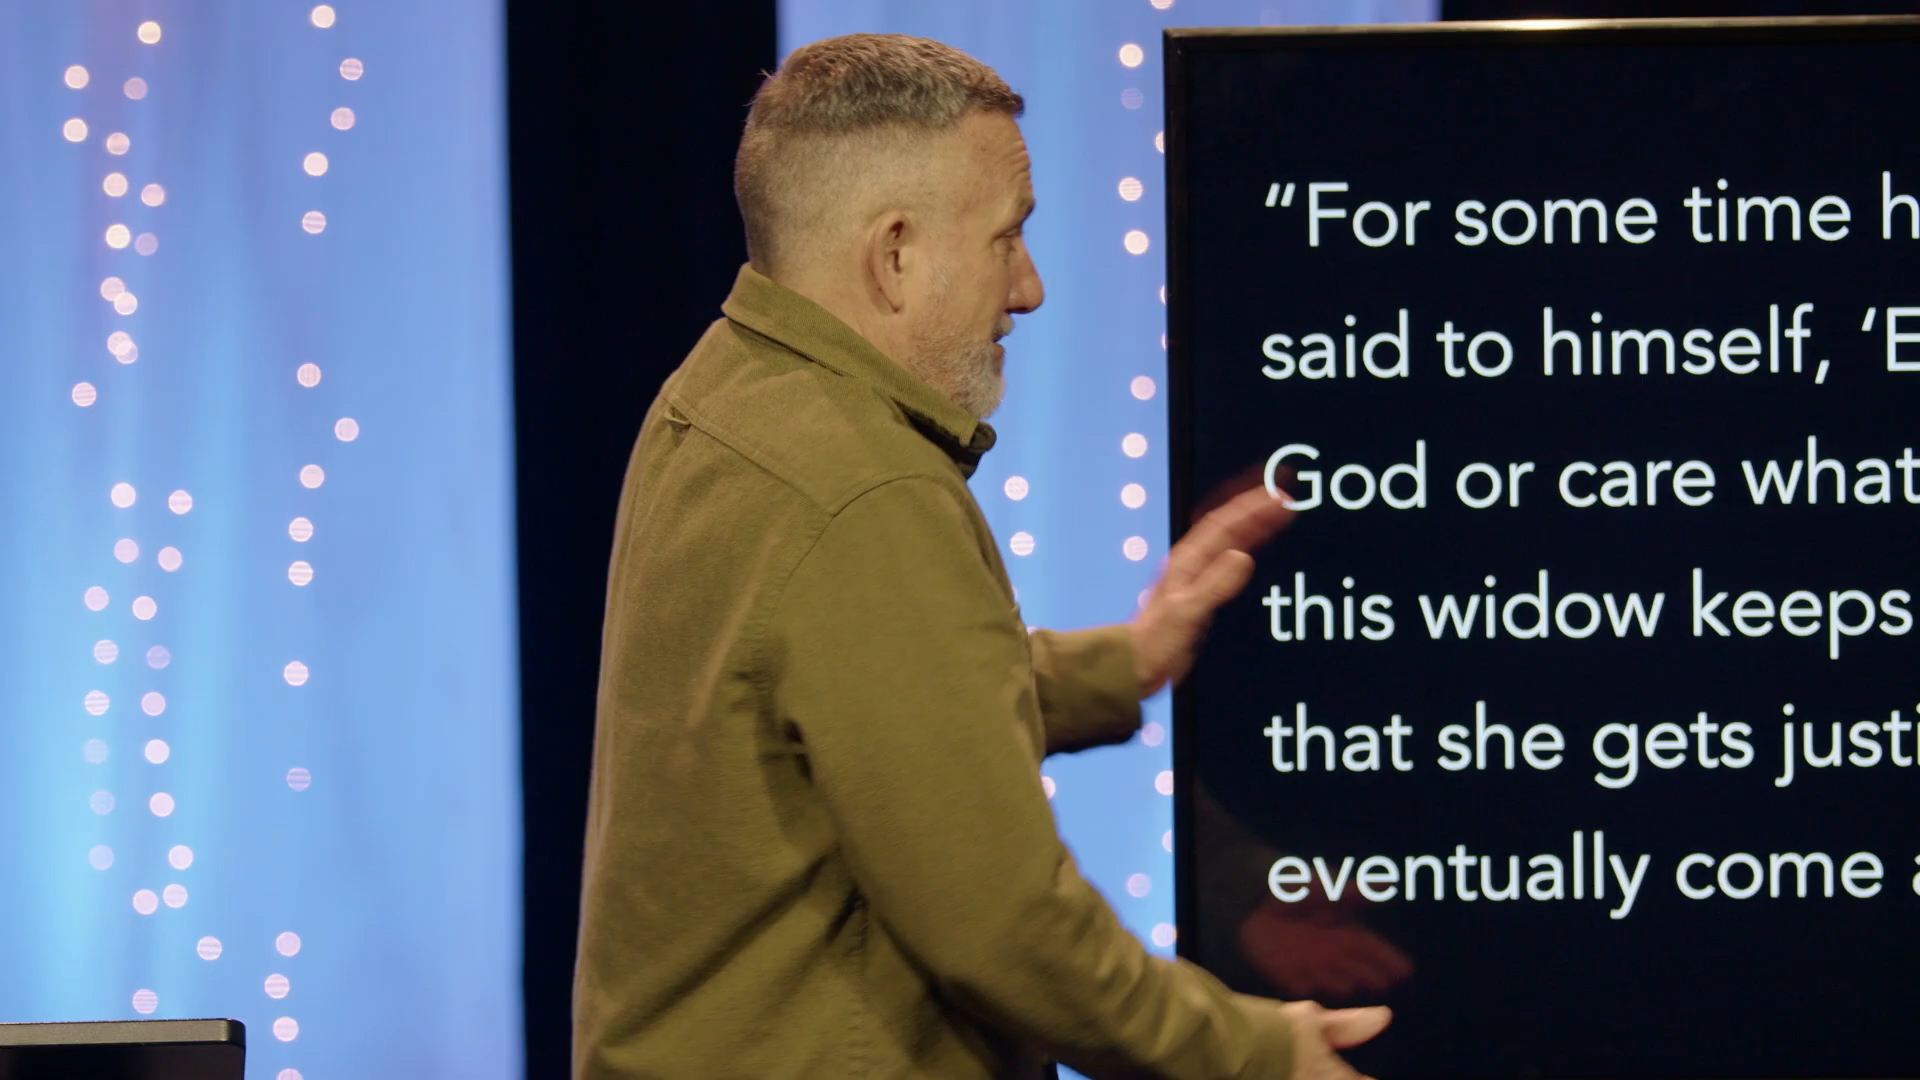 “For some time h
said to himself, ‘E
God or care what
this widow keeps
that she gets justi
eventually come a